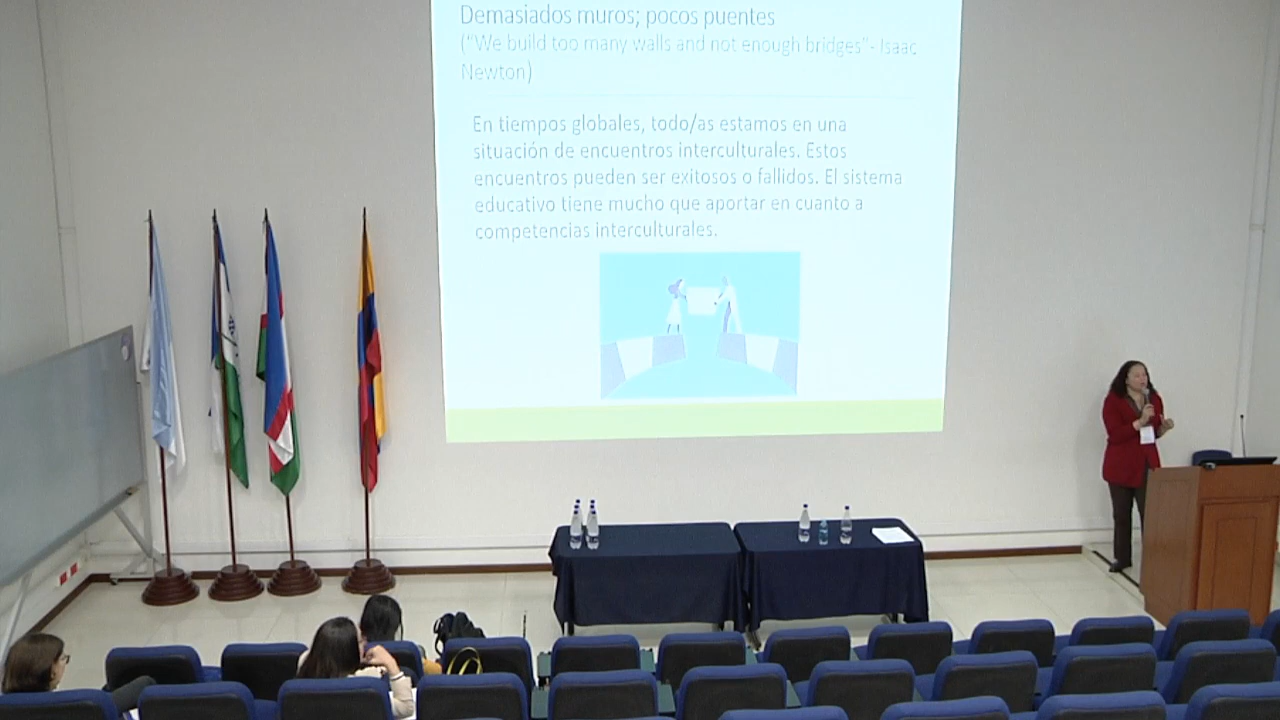 Demasiados muros; pocos puentes
("We build too many walls and not enough bridges"- Isaac
Newton)
En tiempos globales, todo/as estamos en una
situación de encuentros interculturales. Estos
encuentros pueden ser exitosos o fallidos. El sistema
educativo tiene mucho que aportar en cuanto a
competencias interculturales.